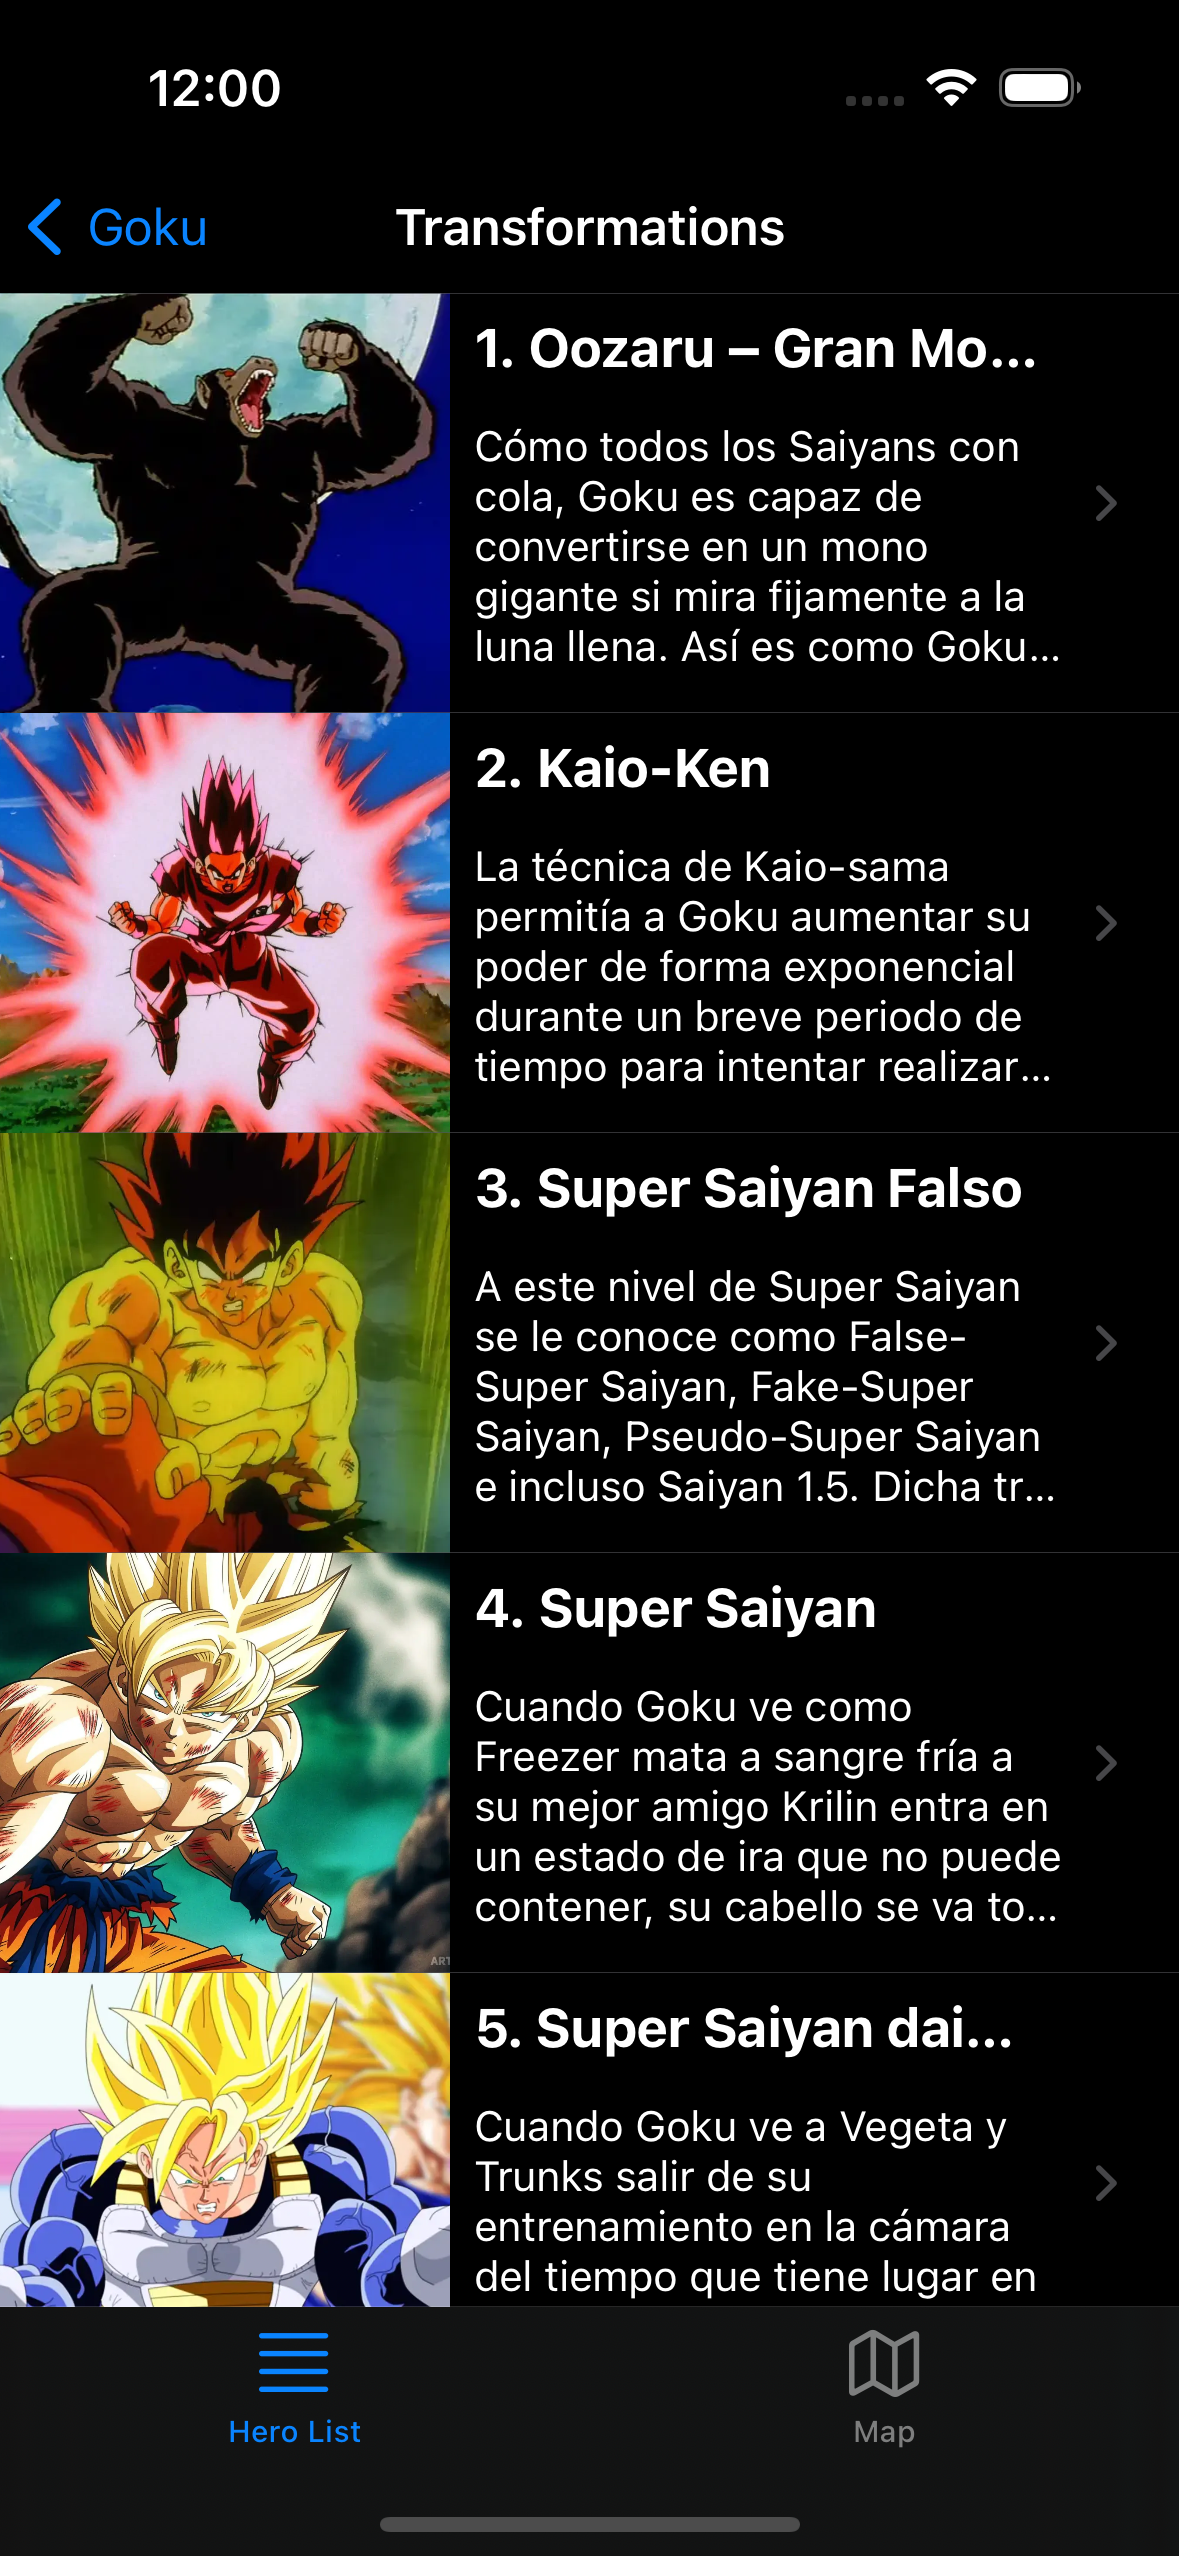 12:00
Goku
Transformations
1. Oozaru – Gran Mo...
Cómo todos los Saiyans con
cola, Goku es capaz de
convertirse en un mono
gigante si mira fijamente a la
luna llena. Así es como Goku...
2. Kaio-Ken
La técnica de Kaio-sama
permitía a Goku aumentar su
poder de forma exponencial
durante un breve periodo de
tiempo para intentar realizar...
3. Super Saiyan Falso
A este nivel de Super Saiyan
se le conoce como False-
Super Saiyan, Fake-Super
Saiyan, Pseudo-Super Saiyan
e incluso Saiyan 1.5. Dicha tr...
4. Super Saiyan
Cuando Goku ve como
Freezer mata a sangre fría a
su mejor amigo Krilin entra en
un estado de ira que no puede
contener, su cabello se va to...
ART
5. Super Saiyan dai...
Cuando Goku ve a Vegeta y
Trunks salir de su
entrenamiento en la cámara
del tiempo que tiene lugar en
Hero List
Map